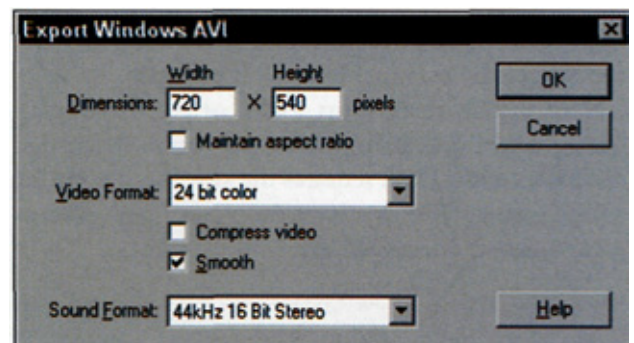 Export Windows AVI
Width Height
Dimensions: 720 × 540 pixels
OK
Maintain aspect ratio
Cancel
Video Format: 24 bit color
Compress video
Smooth
Sound Format: 44kHz 16 Bit Stereo
Help